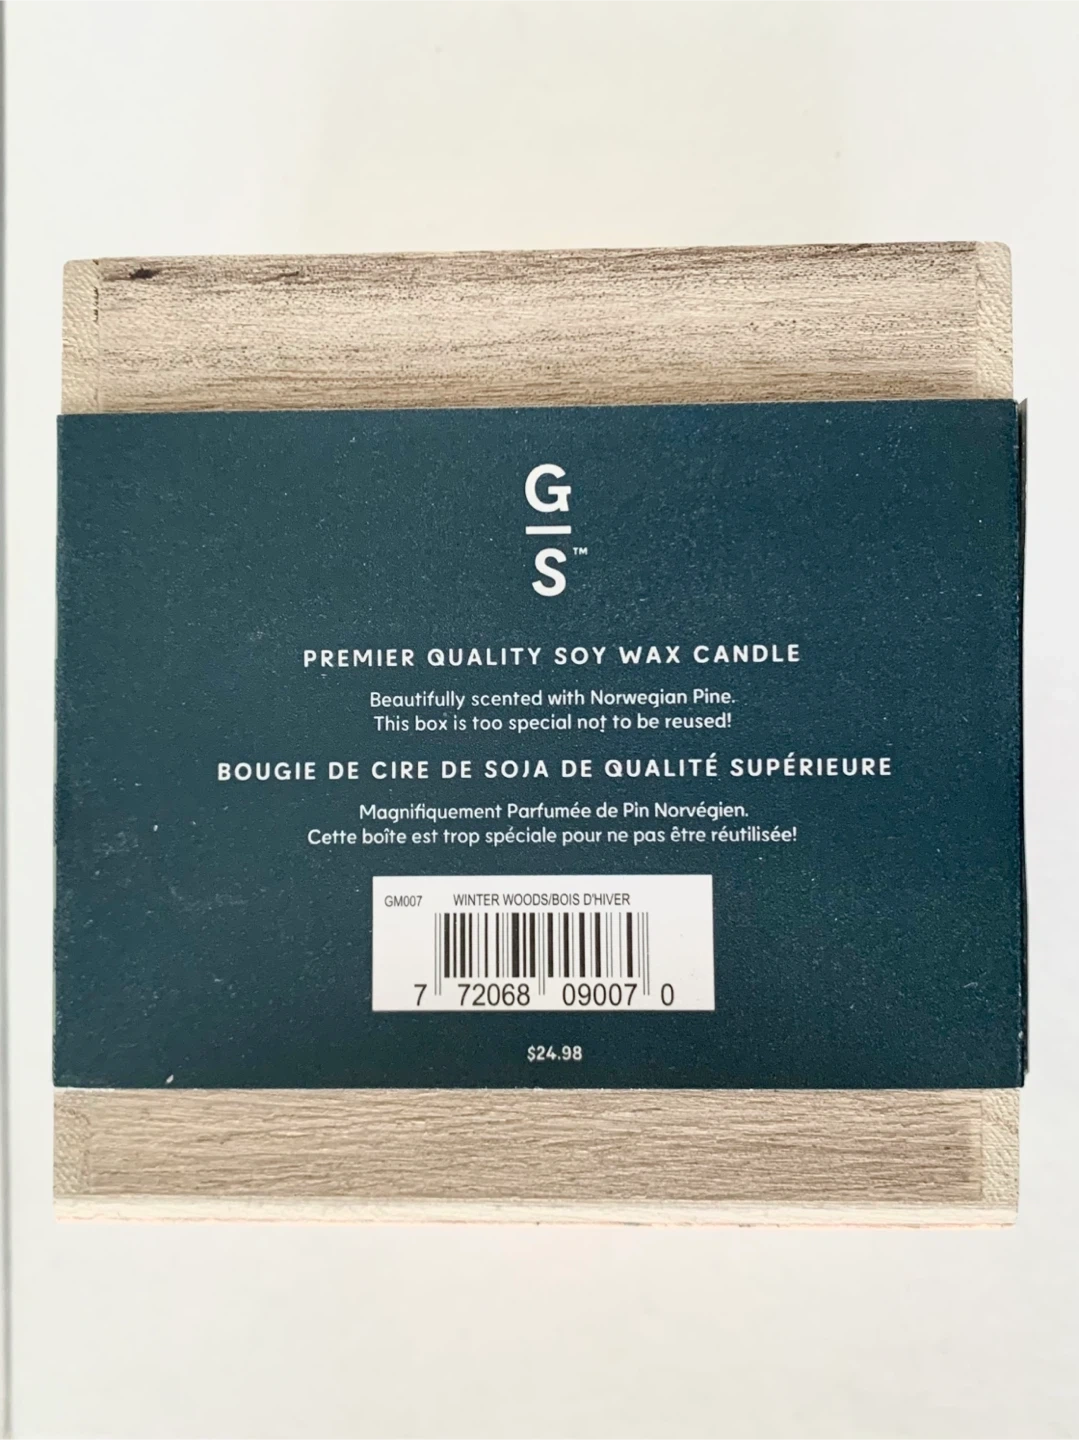 G
S™
PREMIER QUALITY SOY WAX CANDLE
Beautifully scented with Norwegian Pine.
This box is too special not to be reused!
BOUGIE DE CIRE DE SOJA DE QUALITÉ SUPÉRIEURE
Magnifiquement Parfumée de Pin Norvégien.
Cette boîte est trop spéciale pour ne pas être réutilisée!
GM007 WINTER WOODS/BOIS D'HIVER
7 72068 09007 0
$24.98